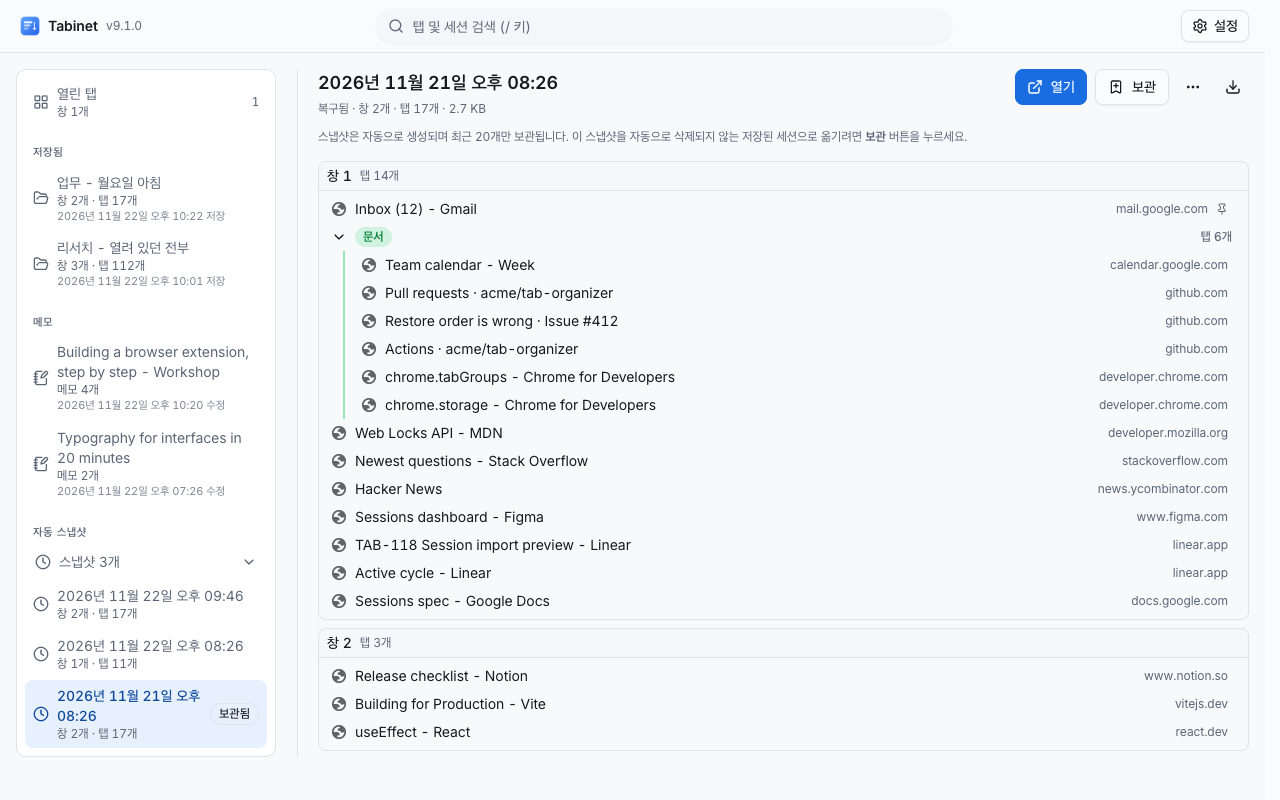 Tabinet v9.1.0
탭 및 세션 검색 (/ 키)
설정
열린 탭
창 1개
1
저장됨
업무 - 월요일 아침
창 2개 · 탭 17개
2026년 11월 22일 오후 10:22 저장
리서치 - 열려 있던 전부
창 3개 · 탭 112개
2026년 11월 22일 오후 10:01 저장
메모
Building a browser extension,
step by step - Workshop
메모 4개
2026년 11월 22일 오후 10:20 수정
Typography for interfaces in
20 minutes
메모 2개
2026년 11월 22일 오후 07:26 수정
자동 스냅샷
스냅샷 3개
2026년 11월 22일 오후 09:46
창 2개 · 탭 17개
2026년 11월 22일 오후 08:26
창 1개 · 탭 11개
2026년 11월 21일 오후
08:26
창 2개 · 탭 17개
보관됨
2026년 11월 21일 오후 08:26
복구됨 · 창 2개 · 탭 17개 · 2.7 KB
열기
보관
스냅샷은 자동으로 생성되며 최근 20개만 보관됩니다. 이 스냅샷을 자동으로 삭제되지 않는 저장된 세션으로 옮기려면 보관 버튼을 누르세요.
창 1 탭 14개
Inbox (12) - Gmail mail.google.com
문서 탭 6개
Team calendar - Week calendar.google.com
Pull requests · acme/tab-organizer github.com
Restore order is wrong · Issue #412 github.com
Actions · acme/tab-organizer github.com
chrome.tabGroups - Chrome for Developers developer.chrome.com
chrome.storage - Chrome for Developers developer.chrome.com
Web Locks API - MDN developer.mozilla.org
Newest questions - Stack Overflow stackoverflow.com
Hacker News news.ycombinator.com
Sessions dashboard - Figma www.figma.com
TAB-118 Session import preview - Linear linear.app
Active cycle - Linear linear.app
Sessions spec - Google Docs docs.google.com
창 2 탭 3개
Release checklist - Notion www.notion.so
Building for Production - Vite vitejs.dev
useEffect - React react.dev